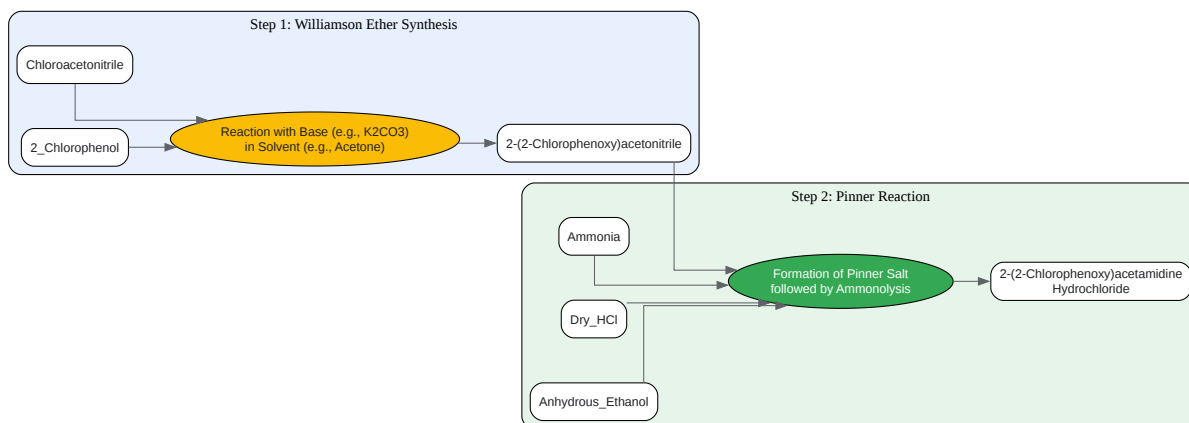 Step 1: Williamson Ether Synthesis
Chloroacetonitrile
2_Chlorophenol
Reaction with Base (e.g., K2CO3)
in Solvent (e.g., Acetone)
2-(2-Chlorophenoxy)acetonitrile
Step 2: Pinner Reaction
Ammonia
Dry_HCl
Anhydrous_Ethanol
Formation of Pinner Salt
followed by Ammonolysis
2-(2-Chlorophenoxy)acetamidine
Hydrochloride